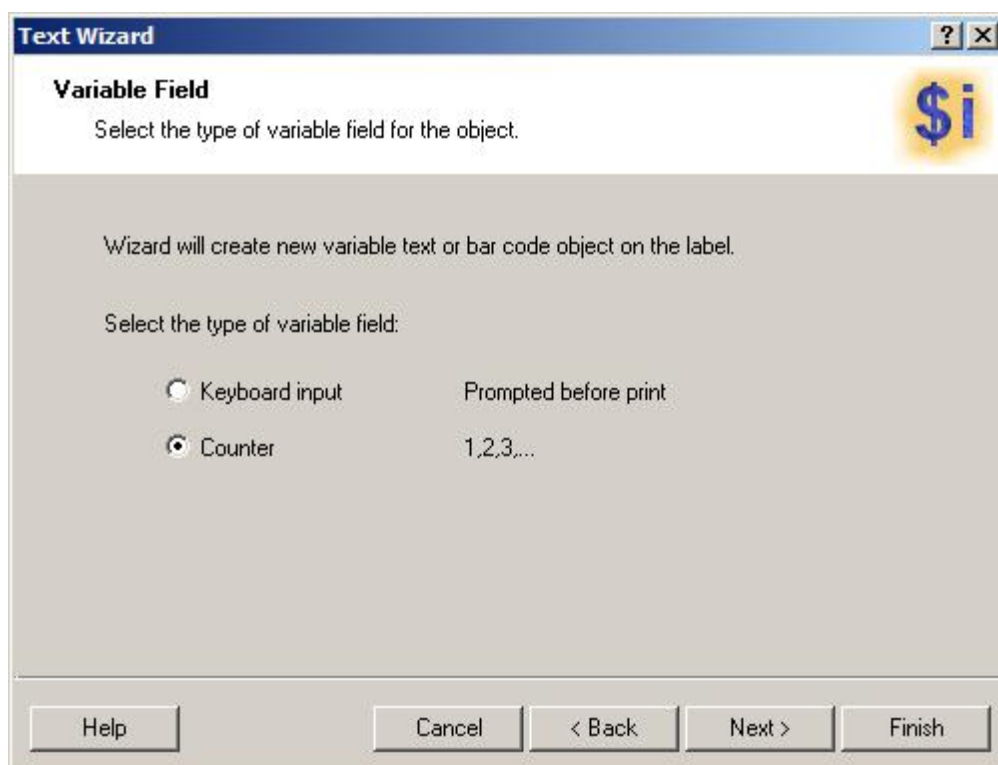 Text Wizard
Variable Field
Select the type of variable field for the object.
$i
Wizard will create new variable text or bar code object on the label.
Select the type of variable field:
Keyboard input Prompted before print
Counter 1,2,3,...
Help Cancel < Back Next > Finish